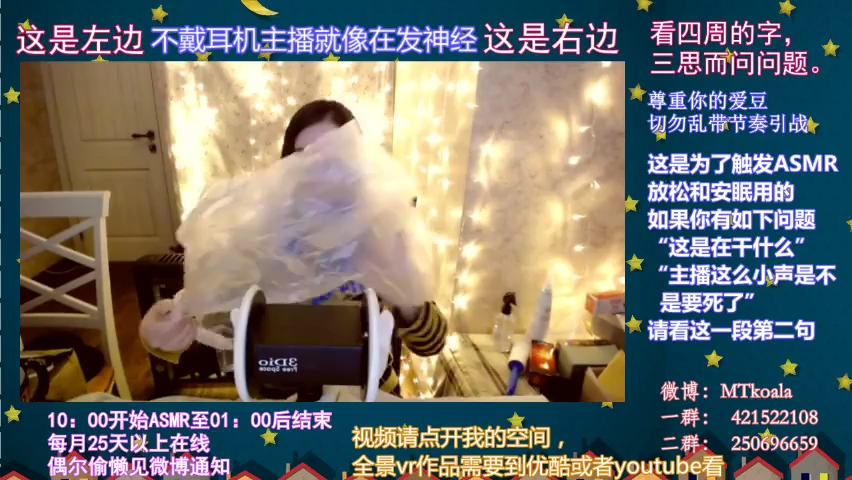 这是左边 不戴耳机主播就像在发神经 这是右边
看四周的字，
三思而问问题。
尊重你的爱豆
切勿乱带节奏引战
这是为了触发ASMR
放松和安眠用的
如果你有如下问题
“这是在干什么”
“主播这么小声是不
是要死了”
请看这一段第二句
3Dio
Free Space
微博：MTkoala
一群： 421522108
二群： 250696659
10：00开始ASMR至01：00后结束
每月25天以上在线
偶尔偷懒见微博通知
视频请点开我的空间，
全景vr作品需要到优酷或者youtube看